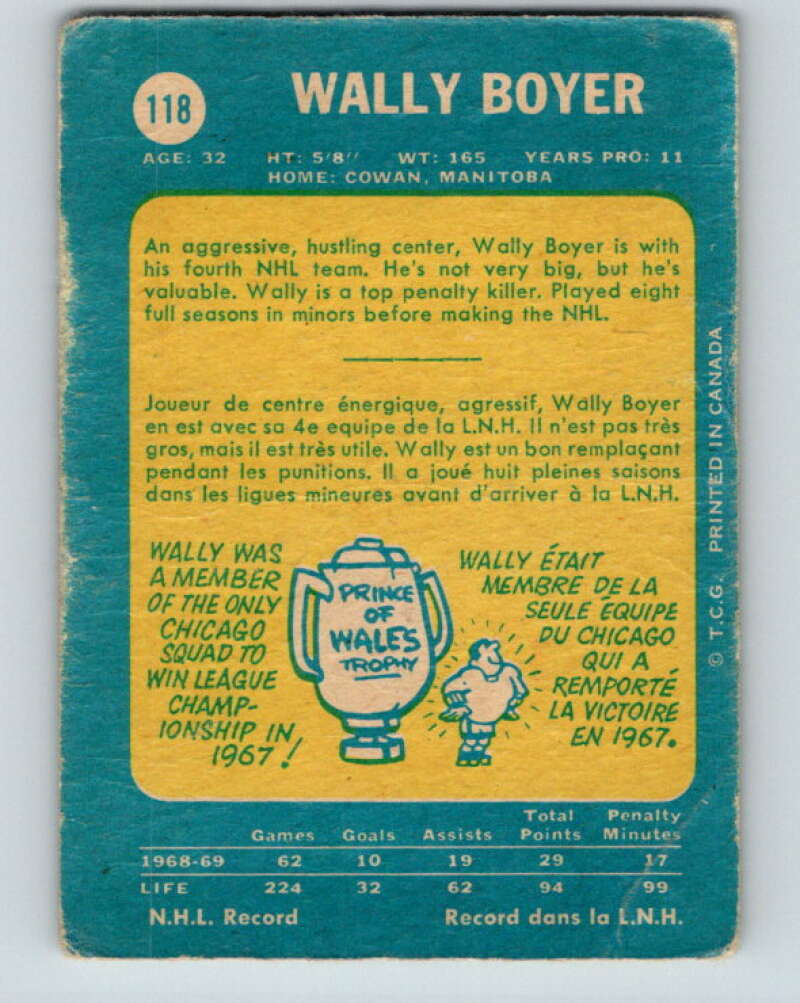 118
WALLY BOYER
AGE: 32 HT: 5'8" WT: 165 YEARS PRO: 11
HOME: COWAN, MANITOBA
An aggressive, hustling center, Wally Boyer is with
his fourth NHL team. He's not very big, but he's
valuable. Wally is a top penalty killer. Played eight
full seasons in minors before making the NHL.
Joueur de centre énergique, agressif, Wally Boyer
en est avec sa 4e equipe de la L.N.H. Il n'est pas très
gros, mais il est très utile. Wally est un bon remplaçant
pendant les punitions. Il a joué huit pleines saisons
dans les ligues mineures avant d'arriver à la L.N.H.
WALLY WAS
A MEMBER
OF THE ONLY
CHICAGO
SQUAD TO
WIN LEAGUE
CHAMP-
IONSHIP IN
1967!
PRINCE
OF
WALES
TROPHY
WALLY ÉTAIT
MEMBRE DE LA
SEULE ÉQUIPE
DU CHICAGO
QUI A
REMPORTÉ
LA VICTOIRE
EN 1967.
© T.C.G. PRINTED IN CANADA
Total Penalty
Games Goals Assists Points Minutes
1968-69 62 10 19 29 17
LIFE 224 32 62 94 99
N.H.L. Record Record dans la L.N.H.